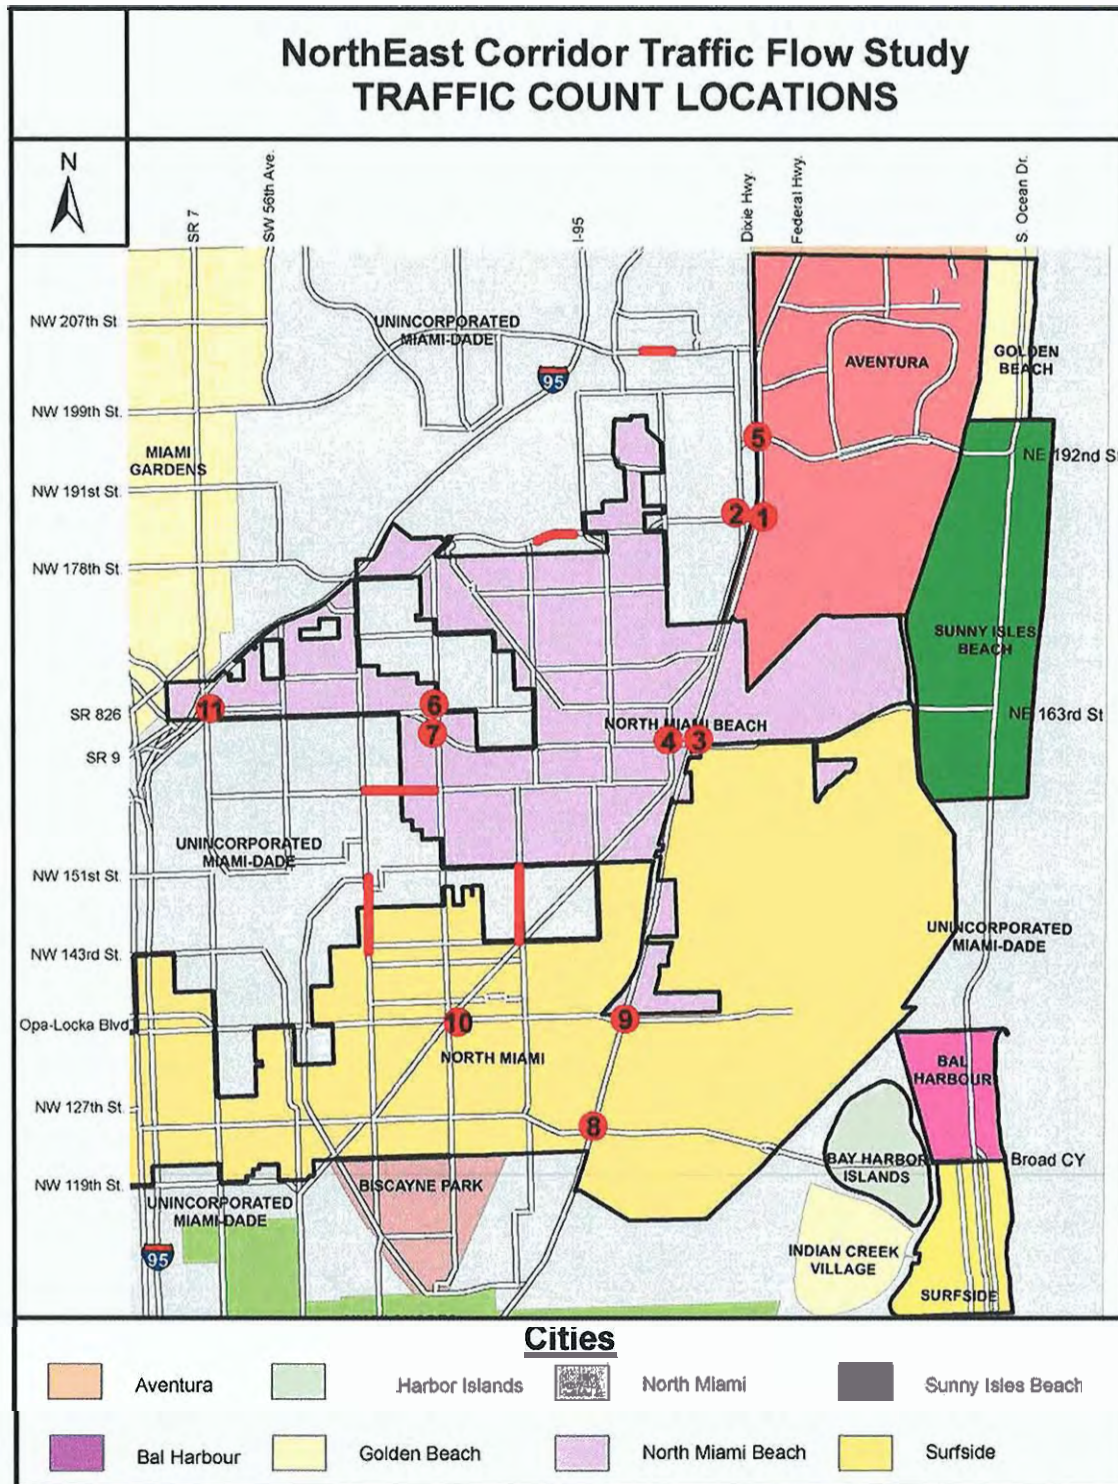 NorthEast Corridor Traffic Flow Study
TRAFFIC COUNT LOCATIONS
N
SR 7
SW 56th Ave.
I-95
Dixie Hwy.
Federal Hwy.
S. Ocean Dr.
NW 207th St.
UNINCORPORATED
MIAMI-DADE
AVENTURA
GOLDEN
BEACH
95
NW 199th St.
5
MIAMI
GARDENS
NE 192nd St
NW 191st St.
2
1
NW 178th St.
SUNNY ISLES
BEACH
6
11
SR 826
NORTH MIAMI BEACH
NE 163rd St
7
4
3
SR 9
UNINCORPORATED
MIAMI-DADE
NW 151st St.
UNINCORPORATED
MIAMI-DADE
NW 143rd St.
Opa-Locka Blvd
10
9
NORTH MIAMI
BAL
HARBOUR
NW 127th St.
8
BAY HARBOR
ISLANDS
Broad CY
NW 119th St.
BISCAYNE PARK
UNINCORPORATED
MIAMI-DADE
95
INDIAN CREEK
VILLAGE
SURFSIDE
Cities
Aventura
Harbor Islands
North Miami
Sunny Isles Beach
Bal Harbour
Golden Beach
North Miami Beach
Surfside